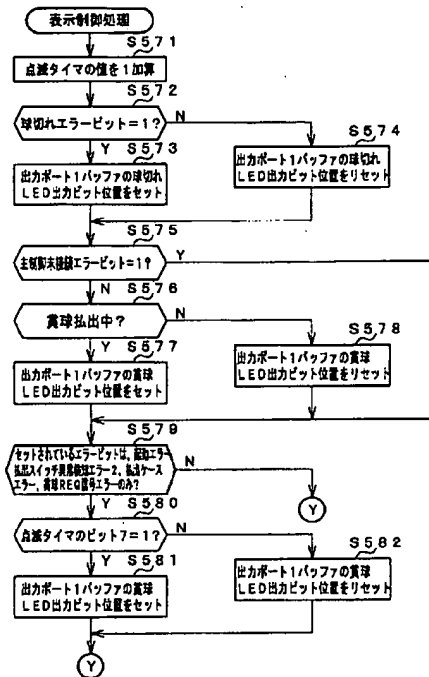 表示制御処理
S571
点滅タイマの値を1加算
S572
球切れエラービット=1?
N
S574
Y
S573
出力ポート1バッファの球切れ
LED出力ビット位置をセット
出力ポート1バッファの球切れ
LED出力ビット位置をリセット
S575
主制御未接続エラービット=1?
Y
N
S576
賞球払出中?
N
S578
Y
S577
出力ポート1バッファの賞球
LED出力ビット位置をセット
出力ポート1バッファの賞球
LED出力ビット位置をリセット
S579
セットされているエラービットは、起動エラー
払出スイッチ異常検知エラー2、払出ケース
エラー、賞球REQ信号エラーのみ?
N
Y
Y
S580
点滅タイマのビット7=1?
N
S582
Y
S581
出力ポート1バッファの賞球
LED出力ビット位置をセット
出力ポート1バッファの賞球
LED出力ビット位置をリセット
Y